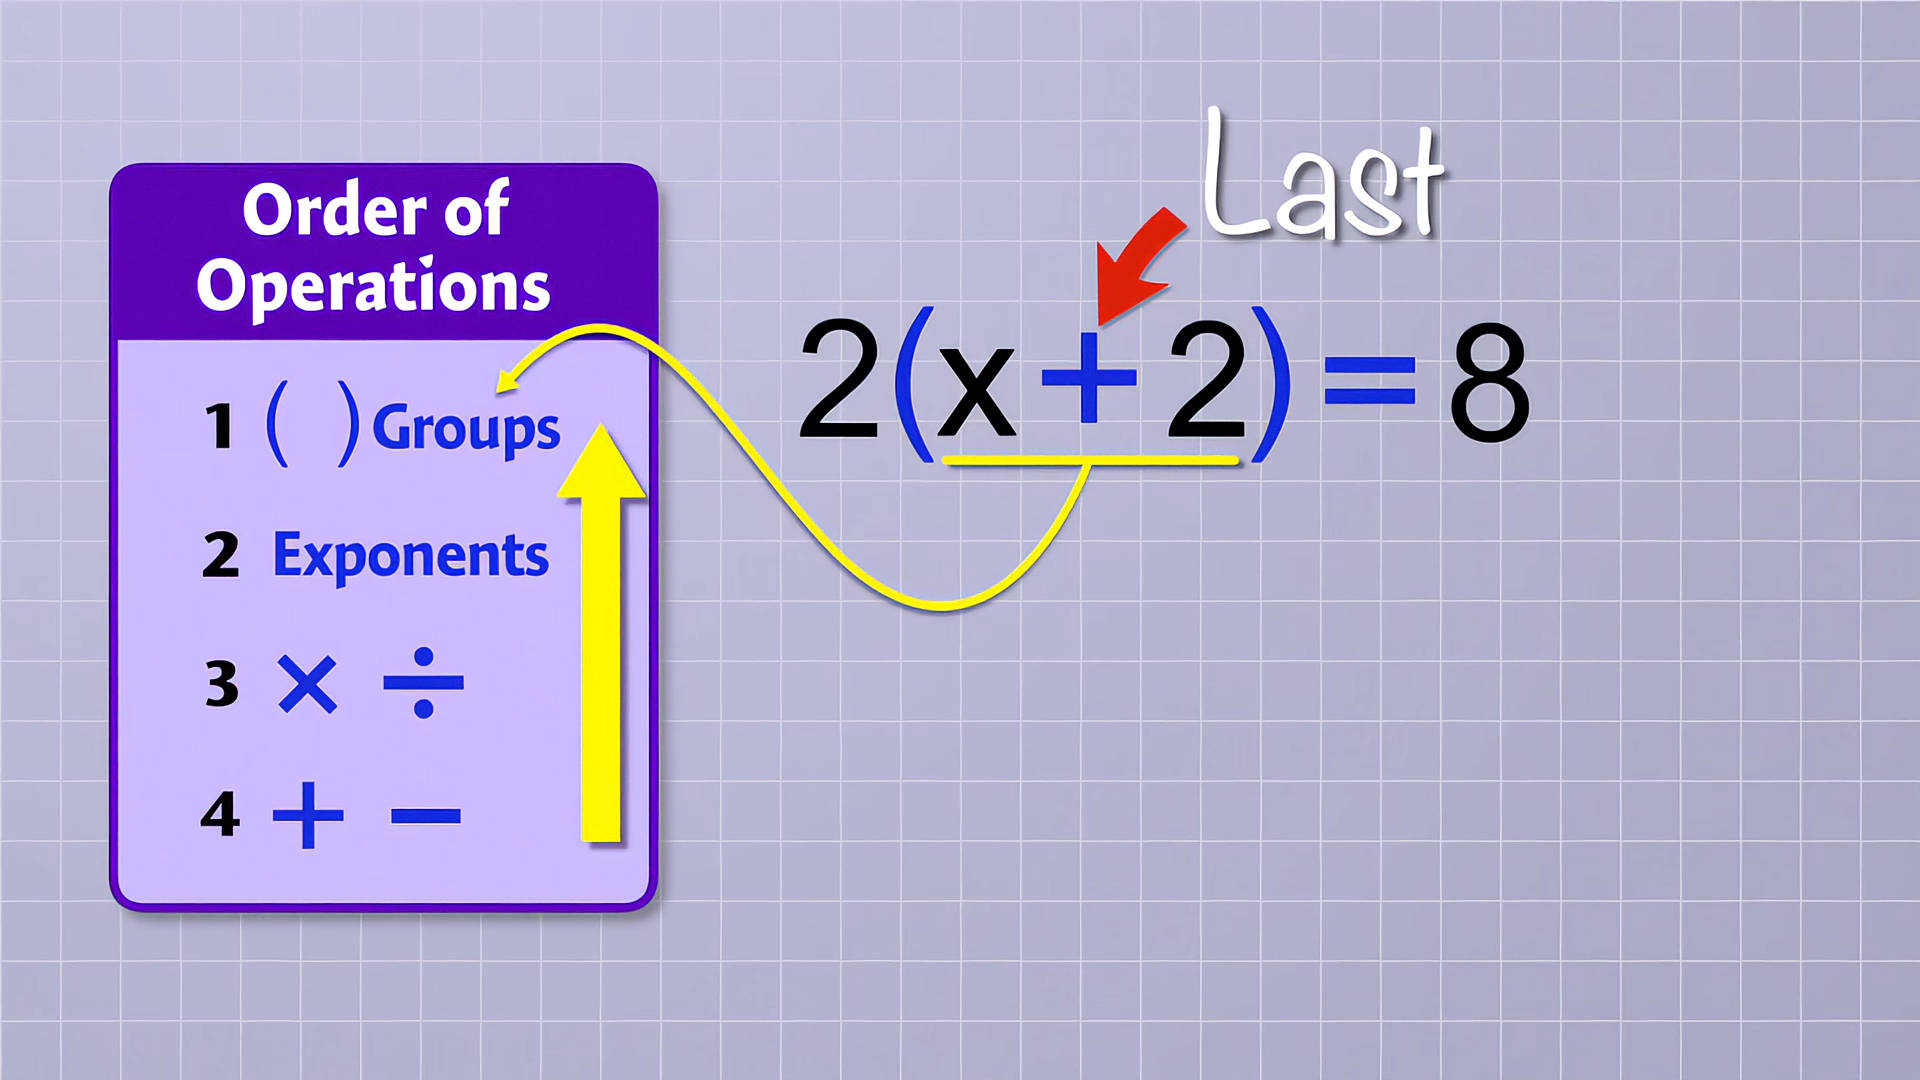 Order of
Operations
1 ( ) Groups
2 Exponents
3 × ÷
4 + −
Last
2(x+2)=8